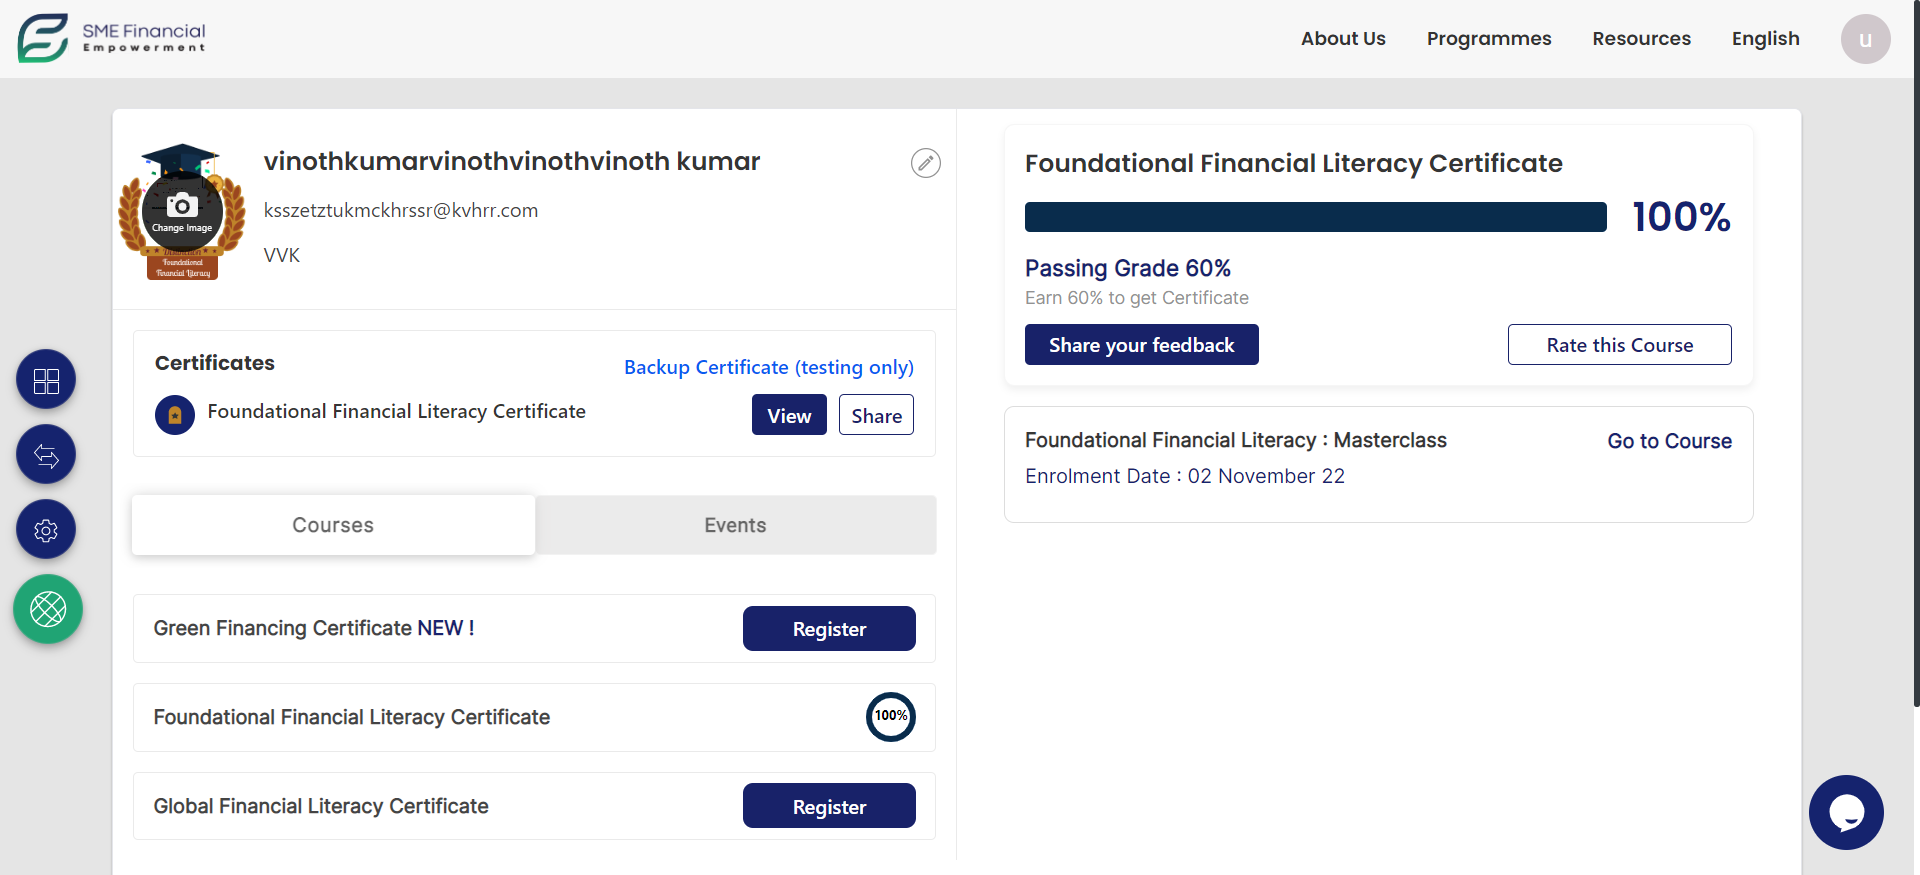 SME Financial
Empowerment
About Us
Programmes
Resources
English
u
vinothkumarvinothvinothvinoth kumar
ksszetztukmckhrssr@kvhrr.com
VVK
Change Image
Foundational
Financial Literacy
Certificates
Backup Certificate (testing only)
Foundational Financial Literacy Certificate
View
Share
Courses
Events
Green Financing Certificate NEW !
Register
Foundational Financial Literacy Certificate
100%
Global Financial Literacy Certificate
Register
Foundational Financial Literacy Certificate
100%
Passing Grade 60%
Earn 60% to get Certificate
Share your feedback
Rate this Course
Foundational Financial Literacy : Masterclass
Go to Course
Enrolment Date : 02 November 22